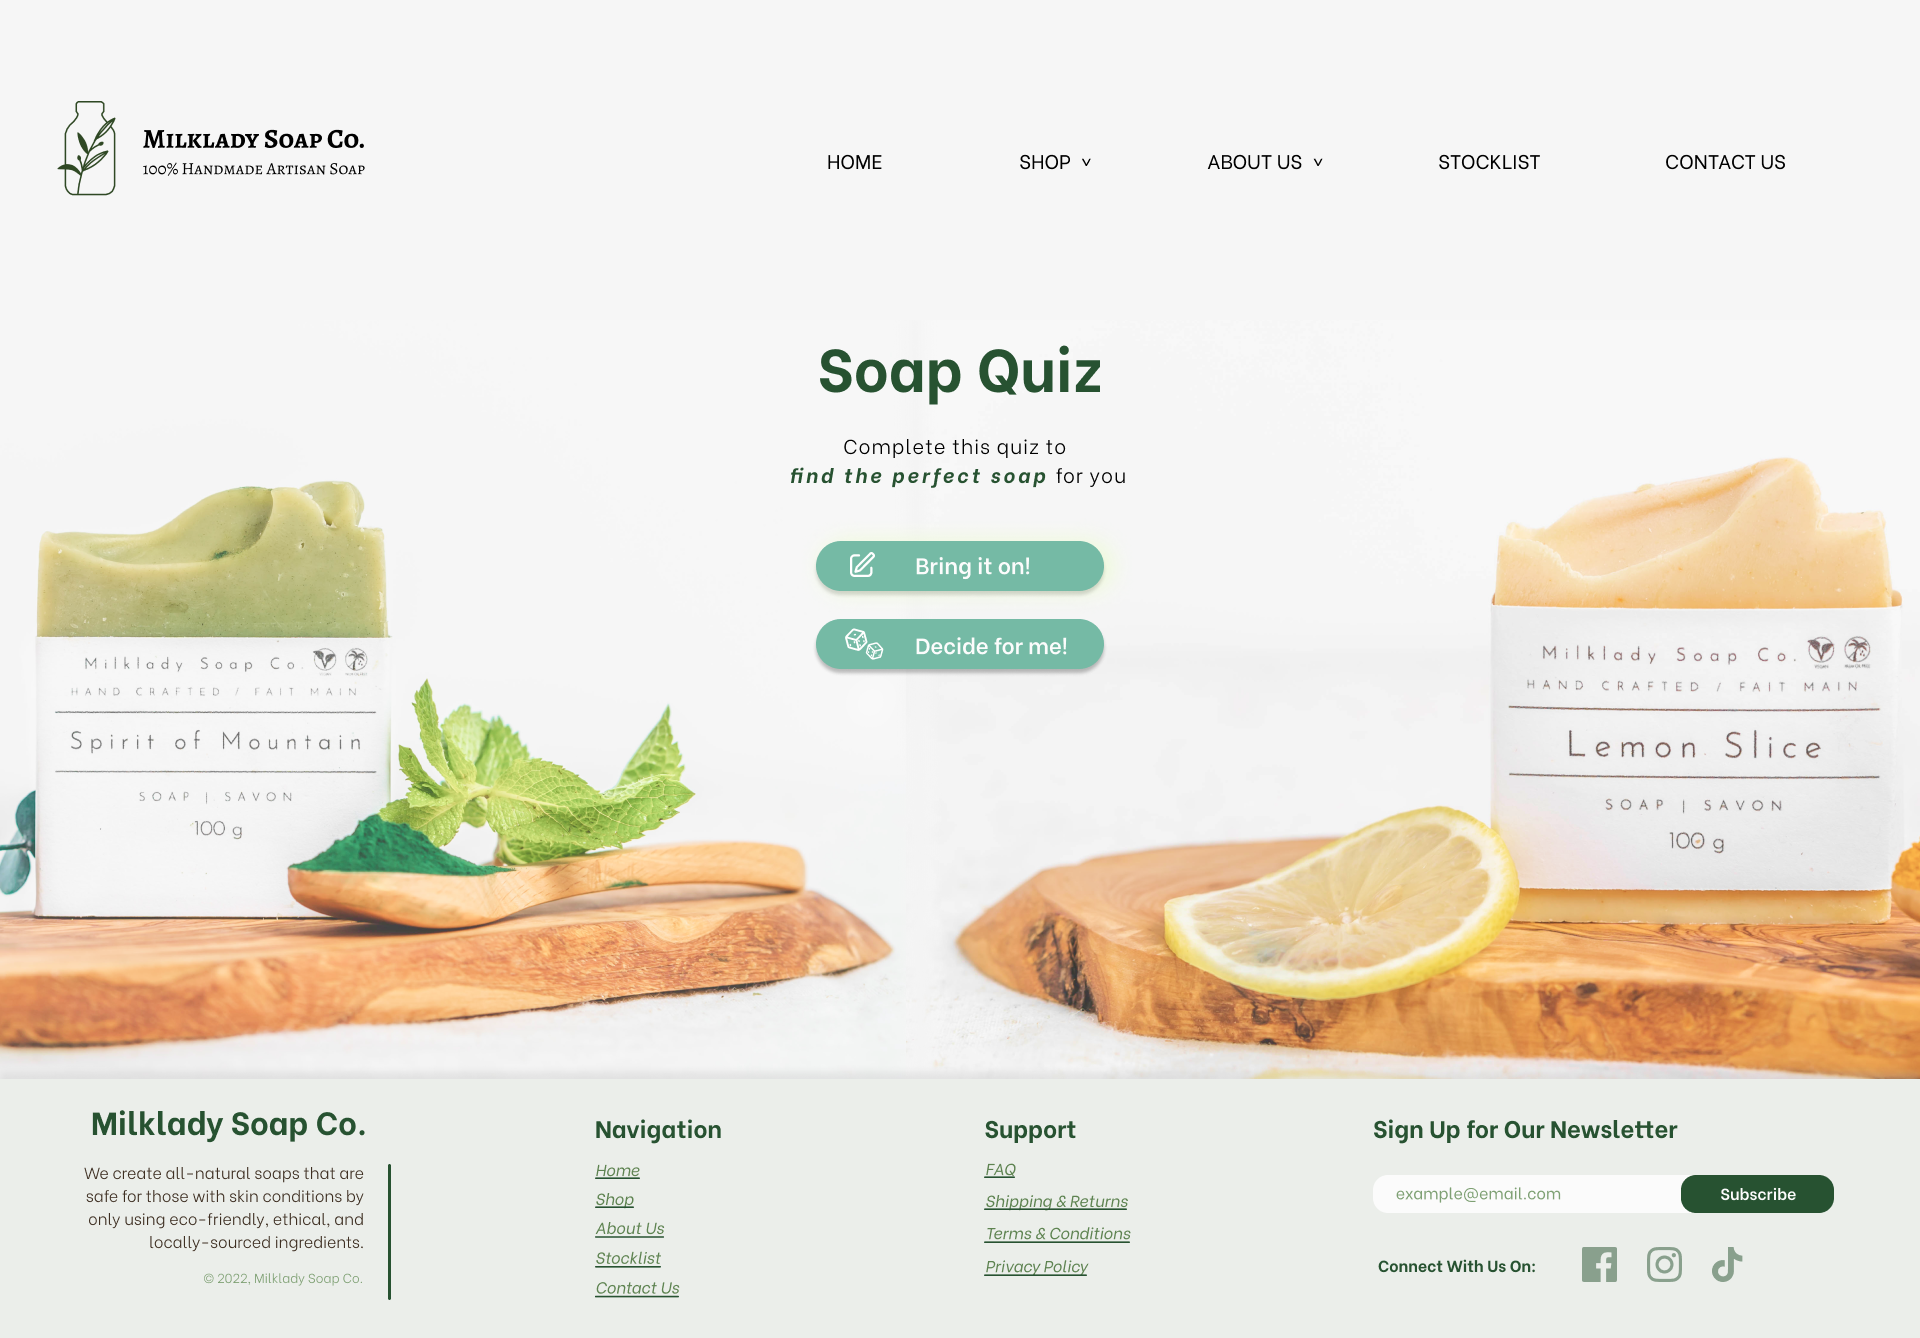 Milklady Soap Co.
100% Handmade Artisan Soap
HOME
SHOP
ABOUT US
STOCKLIST
CONTACT US
Soap Quiz
Complete this quiz to
find the perfect soap for you
Bring it on!
Decide for me!
Milklady Soap Co.
HAND CRAFTED / FAIT MAIN
Spirit of Mountain
SOAP | SAVON
100 g
Milklady Soap Co.
VEGAN
HAND CRAFTED / FAIT MAIN
Lemon Slice
SOAP | SAVON
100 g
Milklady Soap Co.
We create all-natural soaps that are
safe for those with skin conditions by
only using eco-friendly, ethical, and
locally-sourced ingredients.
© 2022, Milklady Soap Co.
Navigation
Home
Shop
About Us
Stocklist
Contact Us
Support
FAQ
Shipping & Returns
Terms & Conditions
Privacy Policy
Sign Up for Our Newsletter
example@email.com
Subscribe
Connect With Us On: